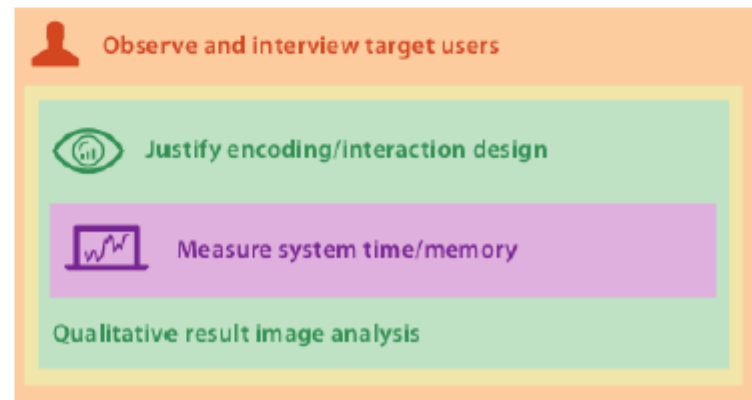 Observe and interview target users
Justify encoding/interaction design
Measure system time/memory
Qualitative result image analysis